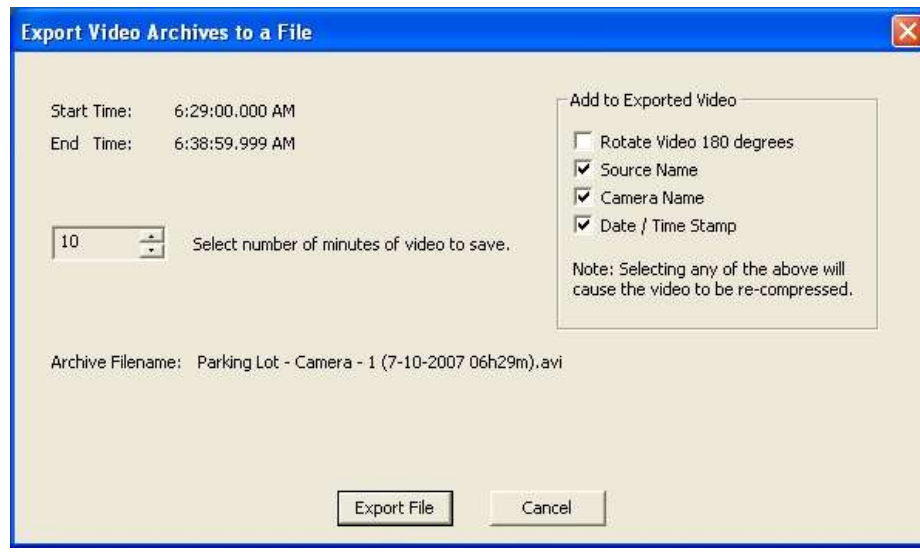 Export Video Archives to a File
Start Time: 6:29:00.000 AM
End Time: 6:38:59.999 AM
10 Select number of minutes of video to save.
Add to Exported Video
Rotate Video 180 degrees
Source Name
Camera Name
Date / Time Stamp
Note: Selecting any of the above will
cause the video to be re-compressed.
Archive Filename: Parking Lot - Camera - 1 (7-10-2007 06h29m).avi
Export File
Cancel